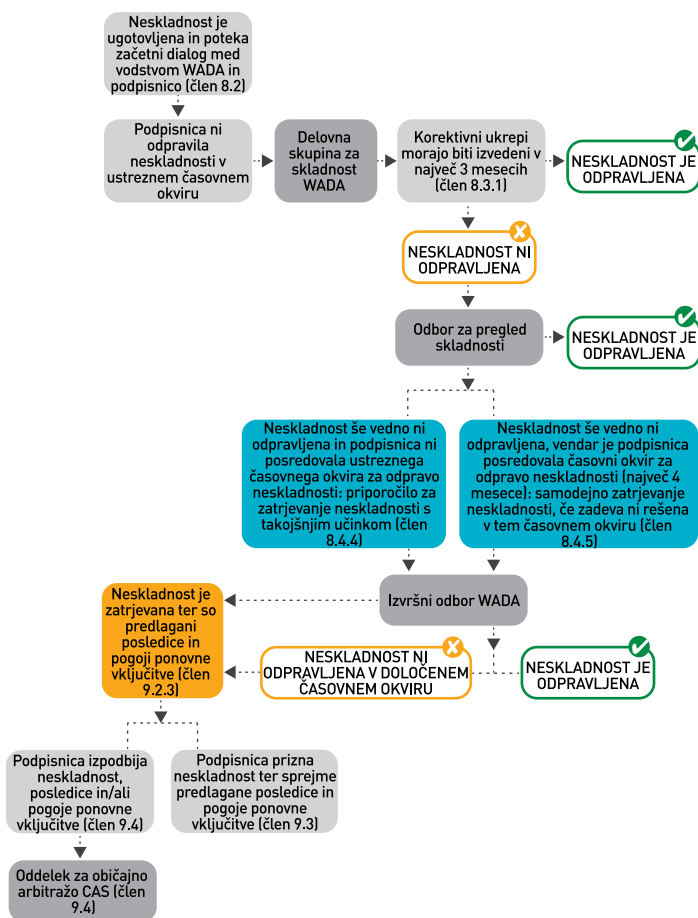 Neskladnost je
ugotovljena in poteka
začetni dialog med
vodstvom WADA in
podpisnico (člen 8.2)
Podpisnica ni
odpravila
neskladnosti v
ustreznem časovnem
okviru
Delovna
skupina za
skladnost
WADA
Korektivni ukrepi
morajo biti izvedeni v
največ 3 mesecih
(člen 8.3.1)
NESKLADNOST JE
ODPRAVLJENA
NESKLADNOST NI
ODPRAVLJENA
Odbor za pregled
skladnosti
NESKLADNOST JE
ODPRAVLJENA
Neskladnost še vedno ni
odpravljena in podpisnica ni
posredovala ustreznega
časovnega okvira za odpravo
neskladnosti: priporočilo za
zatrjevanje neskladnosti s
takojšnjim učinkom (člen
8.4.4)
Neskladnost še vedno ni
odpravljena, vendar je podpisnica
posredovala časovni okvir za
odpravo neskladnosti (največ 4
mesece): samodejno zatrjevanje
neskladnosti, če zadeva ni rešena
v tem časovnem okviru (člen
8.4.5)
Neskladnost je
zatrjevana ter so
predlagani
posledice in
pogoji ponovne
vključitve (člen
9.2.3)
Izvršni odbor WADA
NESKLADNOST NI
ODPRAVLJENA V DOLOČENEM
ČASOVNEM OKVIRU
NESKLADNOST JE
ODPRAVLJENA
Podpisnica izpodbija
neskladnost,
posledice in/ali
pogoje ponovne
vključitve (člen 9.4)
Podpisnica prizna
neskladnost ter sprejme
predlagane posledice in
pogoje ponovne
vključitve (člen 9.3)
Oddelek za običajno
arbitražo CAS (člen
9.4)